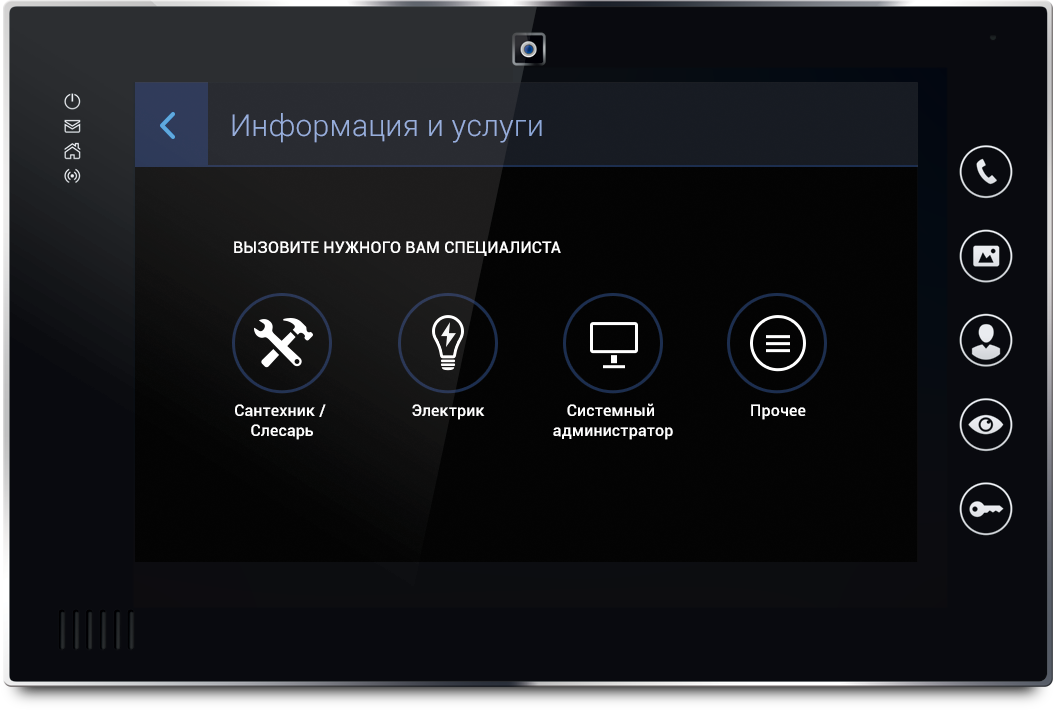 Информация и услуги
ВЫЗОВИТЕ НУЖНОГО ВАМ СПЕЦИАЛИСТА
Сантехник /
Слесарь
Электрик
Системный
администратор
Прочее